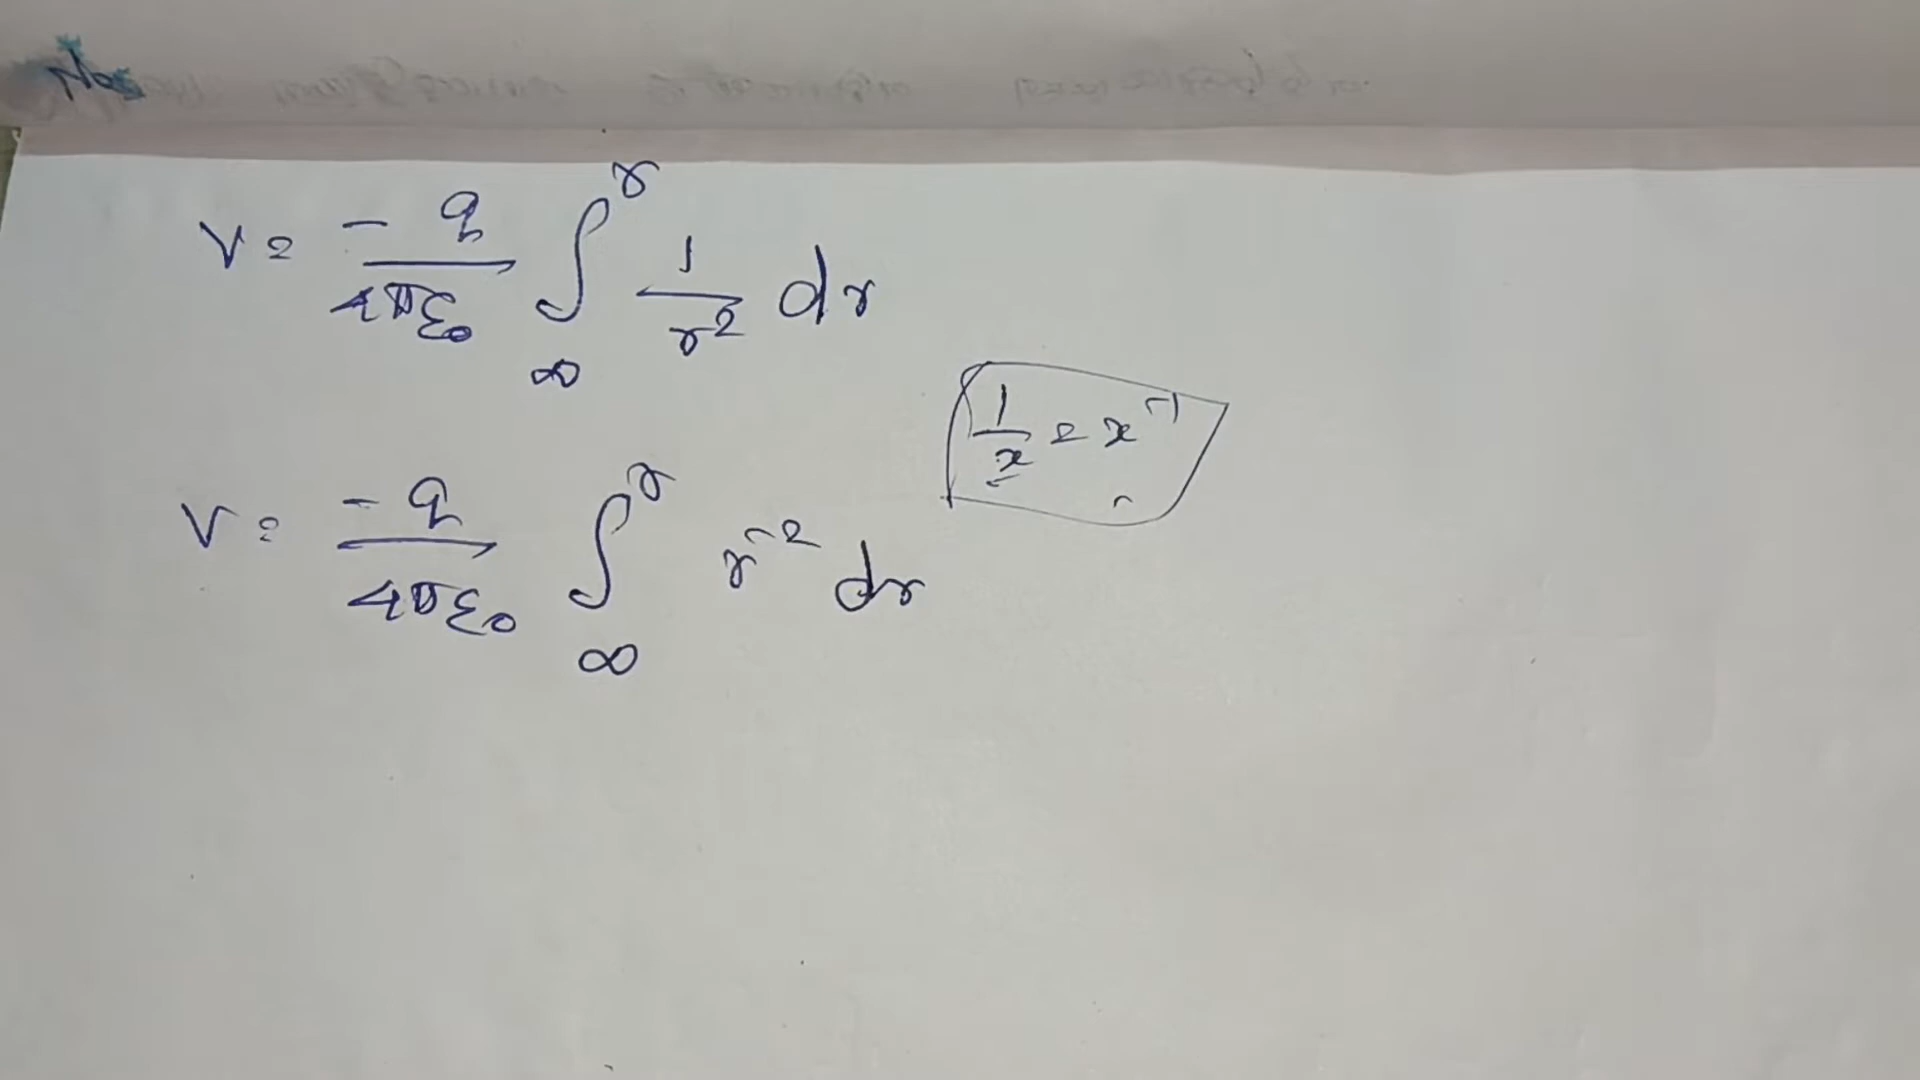 V = -q/4πε₀ ∫_∞^r 1/r² dr
1/x = x⁻¹
V = -q/4πε₀ ∫_∞^r r⁻² dr